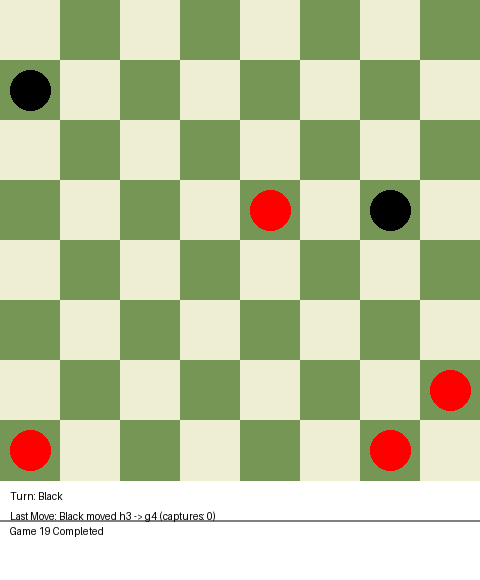 Turn: Black
Last Move: Black moved h3 -> g4 (captures: 0)
Game 19 Completed